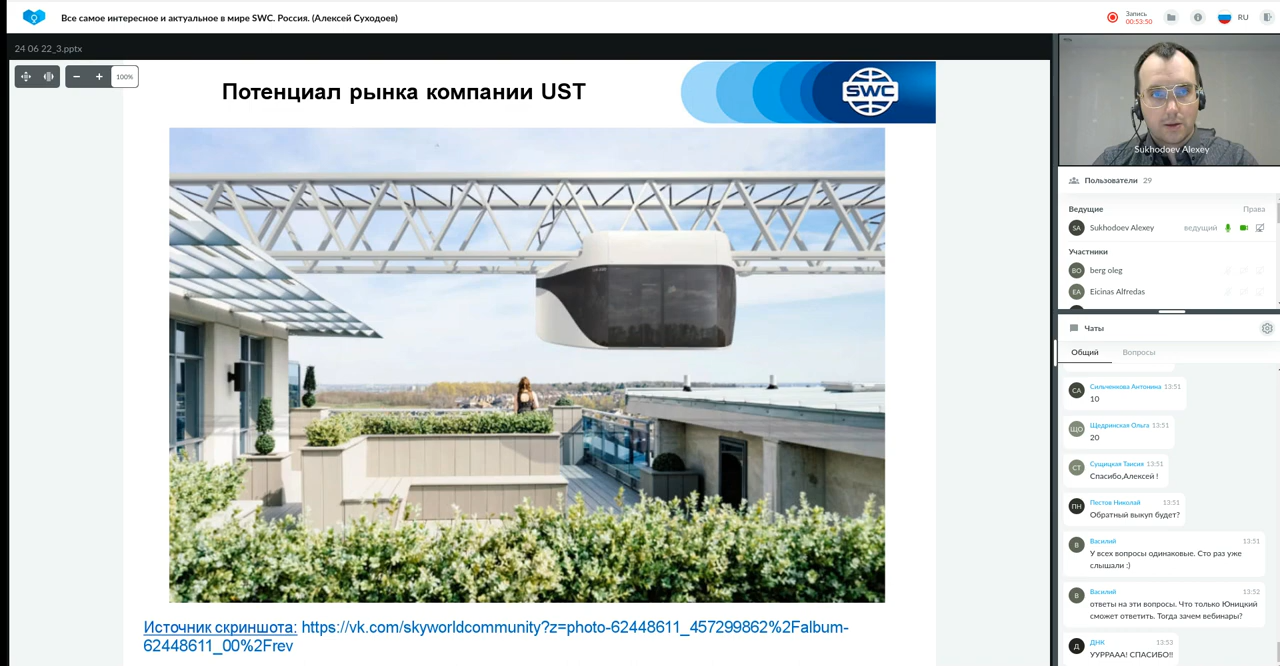 Все самое интересное и актуальное в мире SWC. Россия. (Алексей Суходоев)
Запись
00:53:50
RU
24 06 22_3.pptx
100%
Потенциал рынка компании UST
SWC
Источник скриншота: https://vk.com/skyworldcommunity?z=photo-62448611_457299862%2Falbum-
62448611_00%2Frev
Sukhodoev Alexey
Пользователи 29
Ведущие Права
SA Sukhodoev Alexey ведущий
Участники
BO berg oleg
EA Eicinas Alfredas
Чаты
Общий Вопросы
СА Сильченкова Антонина 13:51
10
ЩО Щедринская Ольга 13:51
20
СТ Сущицкая Таисия 13:51
Спасибо,Алексей !
ПН Пестов Николай 13:51
Обратный выкуп будет?
В Василий 13:51
У всех вопросы одинаковые. Сто раз уже
слышали :)
В Василий 13:52
ответы на эти вопросы. Что только Юницкий
сможет ответить. Тогда зачем вебинары?
Д ДНК 13:53
УУРРААА! СПАСИБО!!